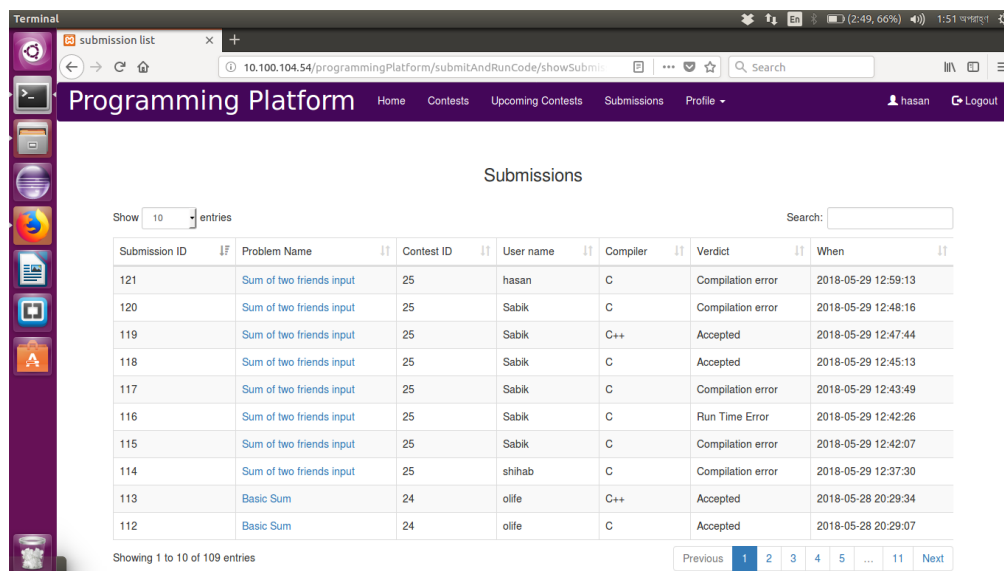 Terminal En (2:49, 66%) 1:51 অপরাহ্ণ
submission list × +
10.100.104.54/programmingPlatform/submitAndRunCode/showSubmis Search
Programming Platform Home Contests Upcoming Contests Submissions Profile hasan Logout
Submissions
Show 10 entries Search:
Submission ID Problem Name Contest ID User name Compiler Verdict When
121 Sum of two friends input 25 hasan C Compilation error 2018-05-29 12:59:13
120 Sum of two friends input 25 Sabik C Compilation error 2018-05-29 12:48:16
119 Sum of two friends input 25 Sabik C++ Accepted 2018-05-29 12:47:44
118 Sum of two friends input 25 Sabik C Accepted 2018-05-29 12:45:13
117 Sum of two friends input 25 Sabik C Compilation error 2018-05-29 12:43:49
116 Sum of two friends input 25 Sabik C Run Time Error 2018-05-29 12:42:26
115 Sum of two friends input 25 Sabik C Compilation error 2018-05-29 12:42:07
114 Sum of two friends input 25 shihab C Compilation error 2018-05-29 12:37:30
113 Basic Sum 24 olife C++ Accepted 2018-05-28 20:29:34
112 Basic Sum 24 olife C Accepted 2018-05-28 20:29:07
Showing 1 to 10 of 109 entries Previous 1 2 3 4 5 ... 11 Next